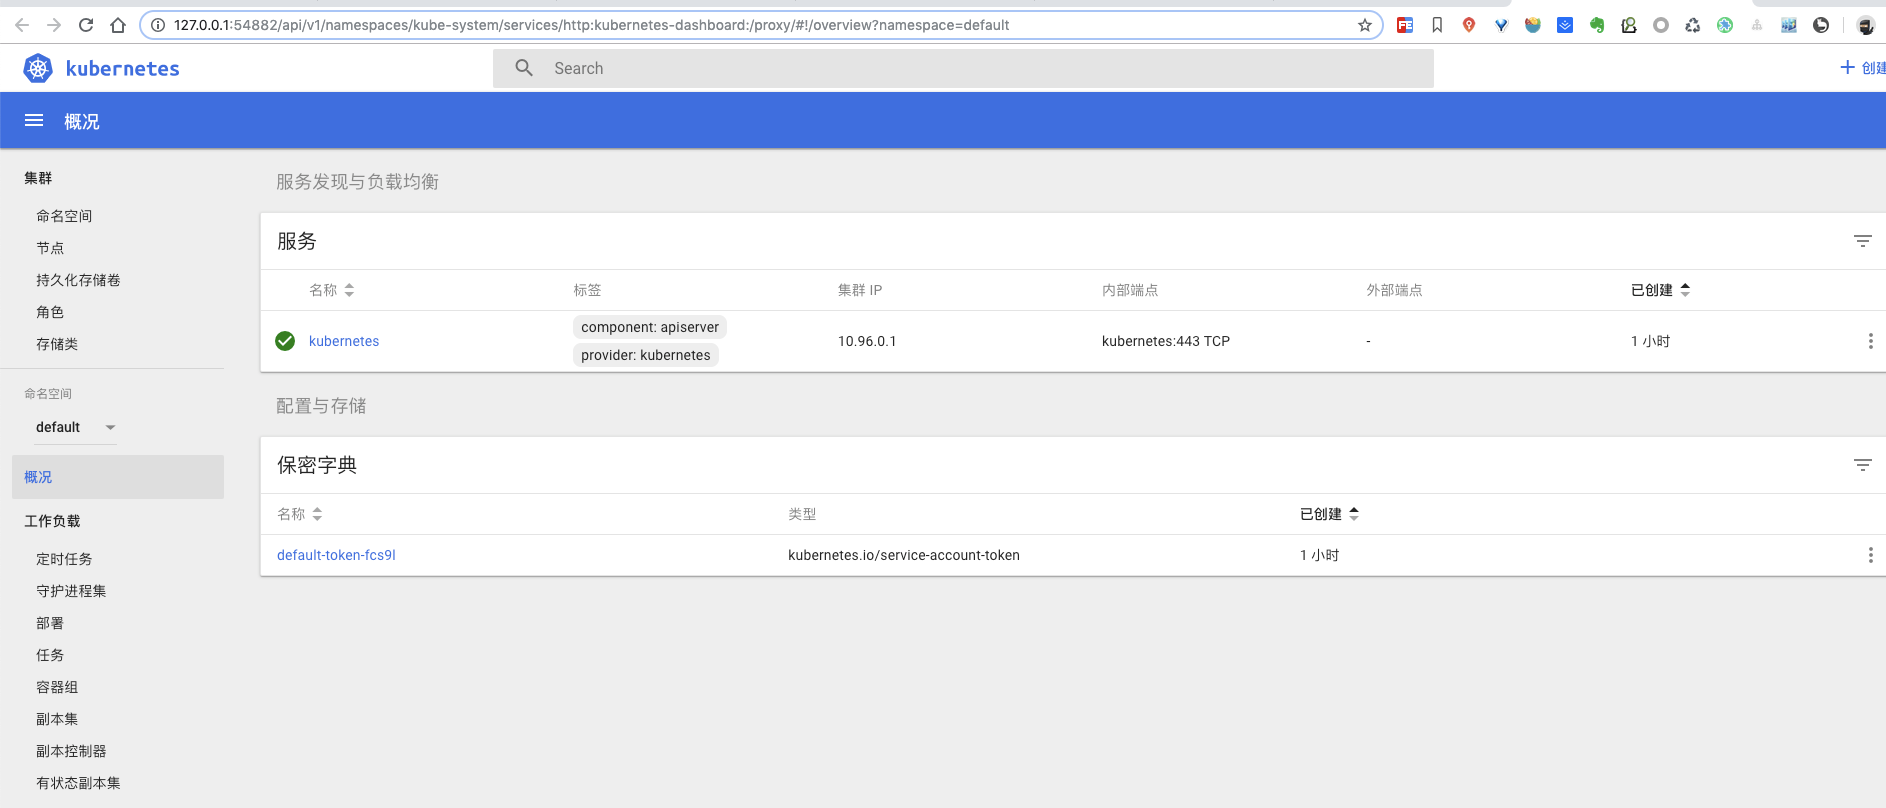 127.0.0.1:54882/api/v1/namespaces/kube-system/services/http:kubernetes-dashboard:/proxy/#!/overview?namespace=default
FE
kubernetes
Search
创建
概况
集群
命名空间
节点
持久化存储卷
角色
存储类
命名空间
default
概况
工作负载
定时任务
守护进程集
部署
任务
容器组
副本集
副本控制器
有状态副本集
服务发现与负载均衡
服务
名称 标签 集群 IP 内部端点 外部端点 已创建
kubernetes component: apiserver provider: kubernetes 10.96.0.1 kubernetes:443 TCP - 1 小时
配置与存储
保密字典
名称 类型 已创建
default-token-fcs9l kubernetes.io/service-account-token 1 小时